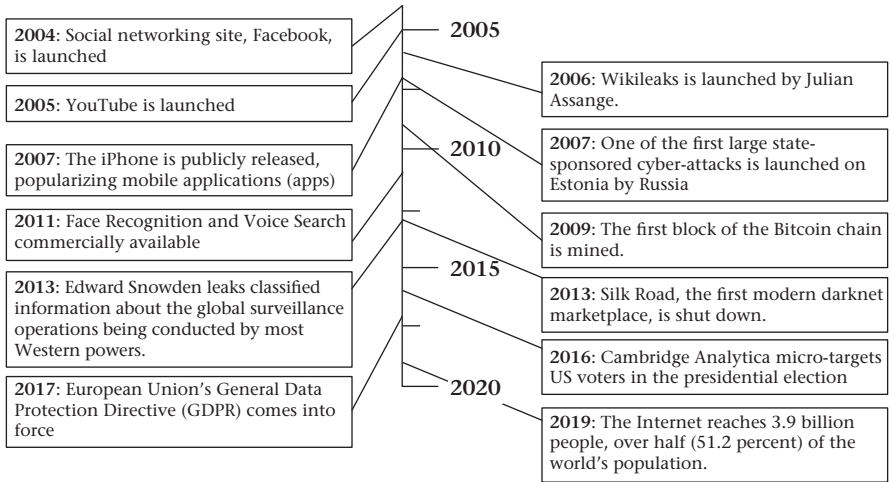 2004: Social networking site, Facebook,
is launched
2005: YouTube is launched
2007: The iPhone is publicly released,
popularizing mobile applications (apps)
2011: Face Recognition and Voice Search
commercially available
2013: Edward Snowden leaks classified
information about the global surveillance
operations being conducted by most
Western powers.
2017: European Union's General Data
Protection Directive (GDPR) comes into
force
2005
2010
2015
2020
2006: Wikileaks is launched by Julian
Assange.
2007: One of the first large state-
sponsored cyber-attacks is launched on
Estonia by Russia
2009: The first block of the Bitcoin chain
is mined.
2013: Silk Road, the first modern darknet
marketplace, is shut down.
2016: Cambridge Analytica micro-targets
US voters in the presidential election
2019: The Internet reaches 3.9 billion
people, over half (51.2 percent) of the
world's population.